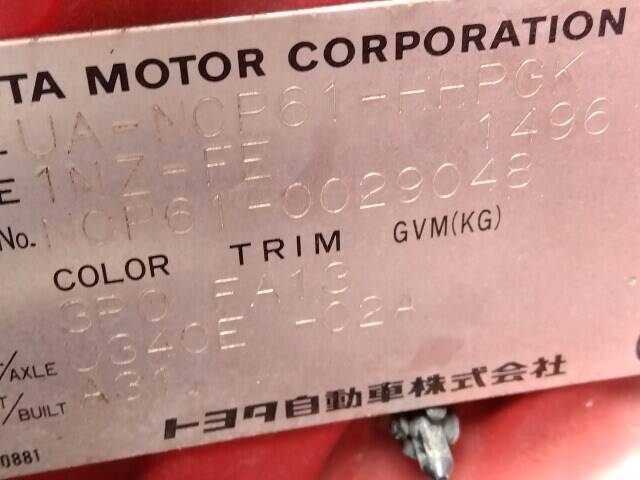 TA MOTOR CORPORATION
L UA-NCP61-HHPGK
E 1NZ-FE 1496
No. NCP61-0029048
COLOR TRIM GVM(KG)
3P0 FA13
/AXLE U340E -02A
T/BUILT A31
トヨタ自動車株式会社
0881